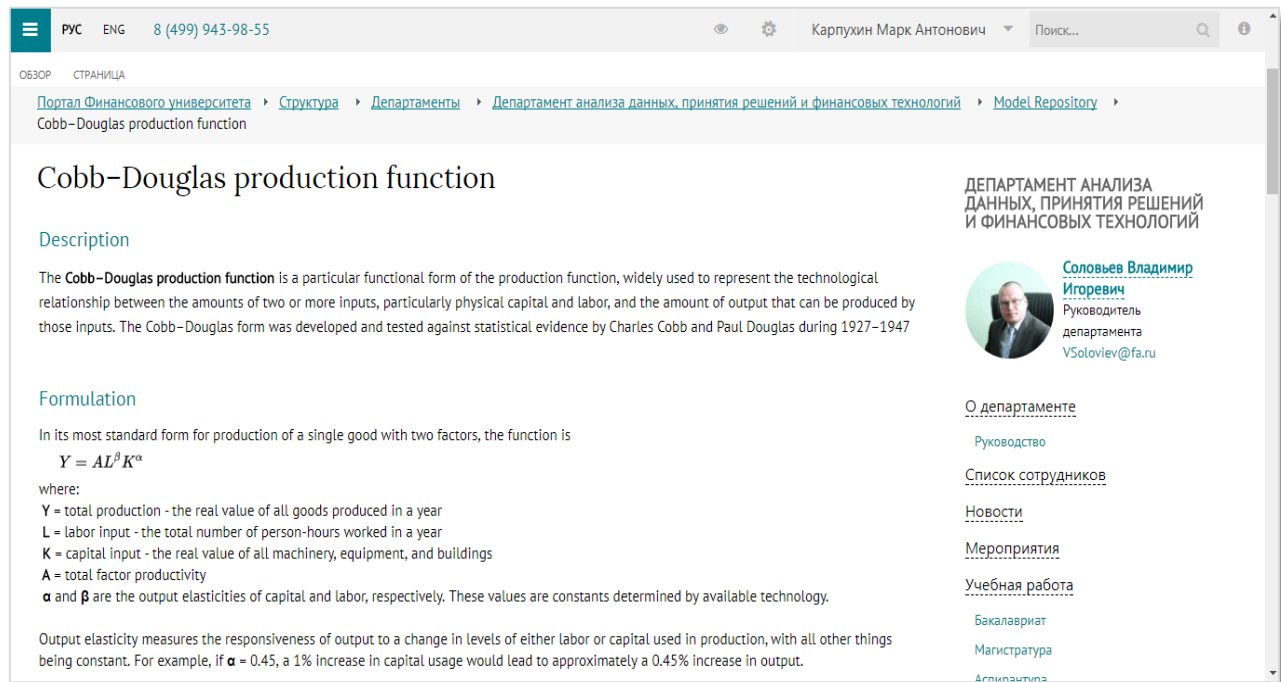 РУС ENG 8 (499) 943-98-55 Карпухин Марк Антонович Поиск...
ОБЗОР СТРАНИЦА
Портал Финансового университета Структура Департаменты Департамент анализа данных, принятия решений и финансовых технологий Model Repository
Cobb–Douglas production function
Cobb–Douglas production function
Description
The Cobb–Douglas production function is a particular functional form of the production function, widely used to represent the technological
relationship between the amounts of two or more inputs, particularly physical capital and labor, and the amount of output that can be produced by
those inputs. The Cobb–Douglas form was developed and tested against statistical evidence by Charles Cobb and Paul Douglas during 1927–1947
Formulation
In its most standard form for production of a single good with two factors, the function is
Y = AL^β K^α
where:
Y = total production - the real value of all goods produced in a year
L = labor input - the total number of person-hours worked in a year
K = capital input - the real value of all machinery, equipment, and buildings
A = total factor productivity
α and β are the output elasticities of capital and labor, respectively. These values are constants determined by available technology.
Output elasticity measures the responsiveness of output to a change in levels of either labor or capital used in production, with all other things
being constant. For example, if α = 0.45, a 1% increase in capital usage would lead to approximately a 0.45% increase in output.
ДЕПАРТАМЕНТ АНАЛИЗА
ДАННЫХ, ПРИНЯТИЯ РЕШЕНИЙ
И ФИНАНСОВЫХ ТЕХНОЛОГИЙ
Соловьев Владимир
Игоревич
Руководитель
департамента
VSoloviev@fa.ru
О департаменте
Руководство
Список сотрудников
Новости
Мероприятия
Учебная работа
Бакалавриат
Магистратура
Аспирантура